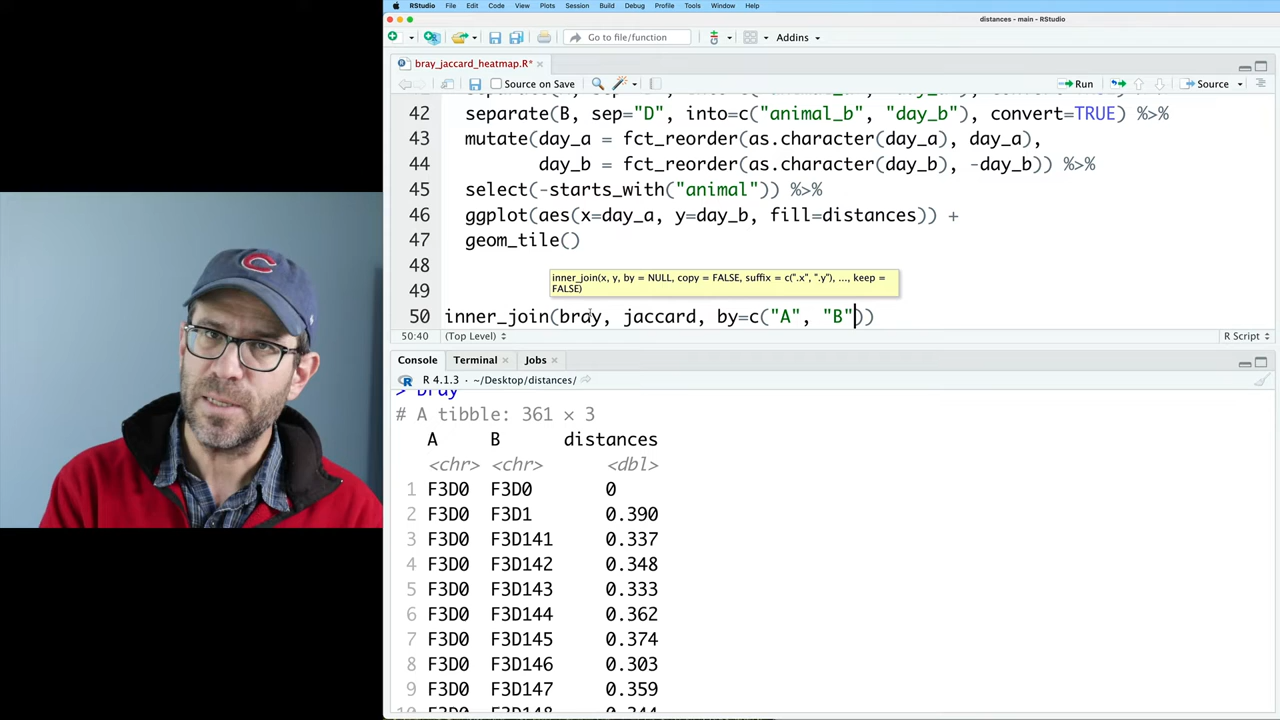 RStudio File Edit Code View Plots Session Build Debug Profile Tools Window Help
distances - main - RStudio
Go to file/function Addins
bray_jaccard_heatmap.R*
Source on Save Run Source
42 separate(B, sep="D", into=c("animal_b", "day_b"), convert=TRUE) %>%
43 mutate(day_a = fct_reorder(as.character(day_a), day_a),
44 day_b = fct_reorder(as.character(day_b), -day_b)) %>%
45 select(-starts_with("animal")) %>%
46 ggplot(aes(x=day_a, y=day_b, fill=distances)) +
47 geom_tile()
48
49
inner_join(x, y, by = NULL, copy = FALSE, suffix = c(".x", ".y"), ..., keep =
FALSE)
50 inner_join(bray, jaccard, by=c("A", "B"))
50:40 (Top Level) R Script
Console Terminal Jobs
R 4.1.3 · ~/Desktop/distances/
> bray
# A tibble: 361 × 3
A B distances
<chr> <chr> <dbl>
1 F3D0 F3D0 0
2 F3D0 F3D1 0.390
3 F3D0 F3D141 0.337
4 F3D0 F3D142 0.348
5 F3D0 F3D143 0.333
6 F3D0 F3D144 0.362
7 F3D0 F3D145 0.374
8 F3D0 F3D146 0.303
9 F3D0 F3D147 0.359
10 F3D0 F3D148 0.344